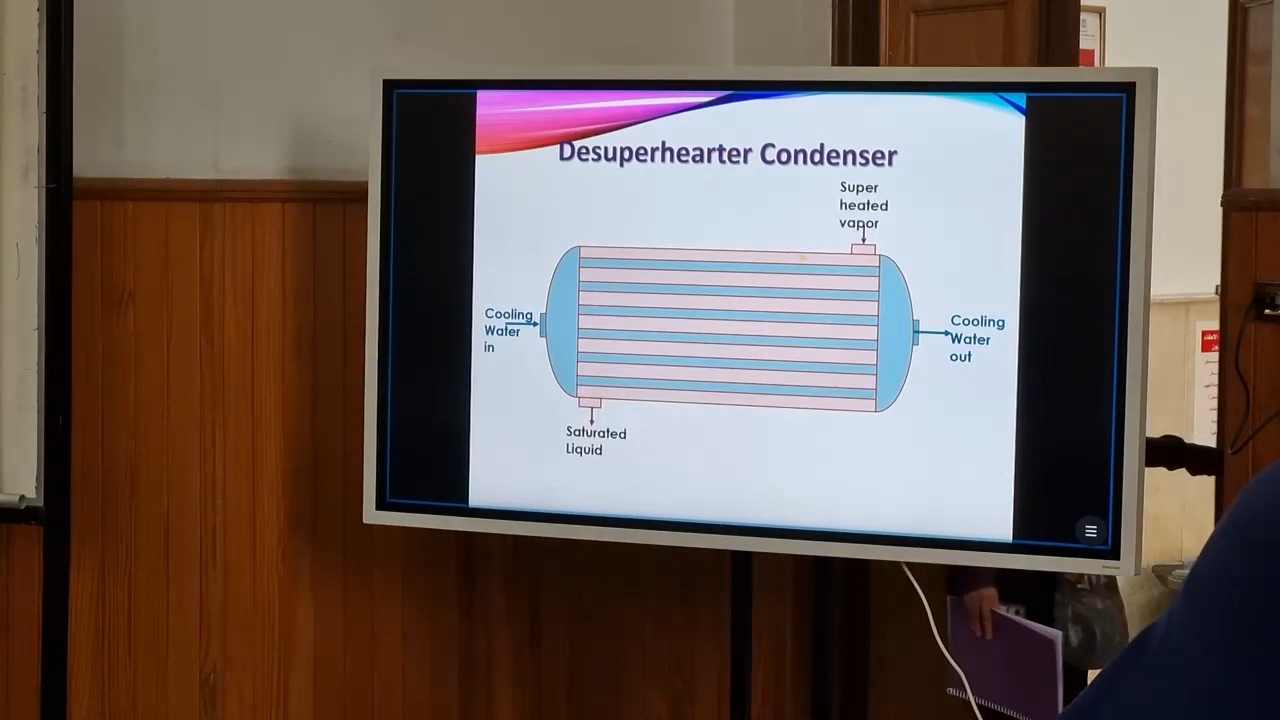 Desuperhearter Condenser
Super
heated
vapor
Cooling
Water
in
Cooling
Water
out
Saturated
Liquid